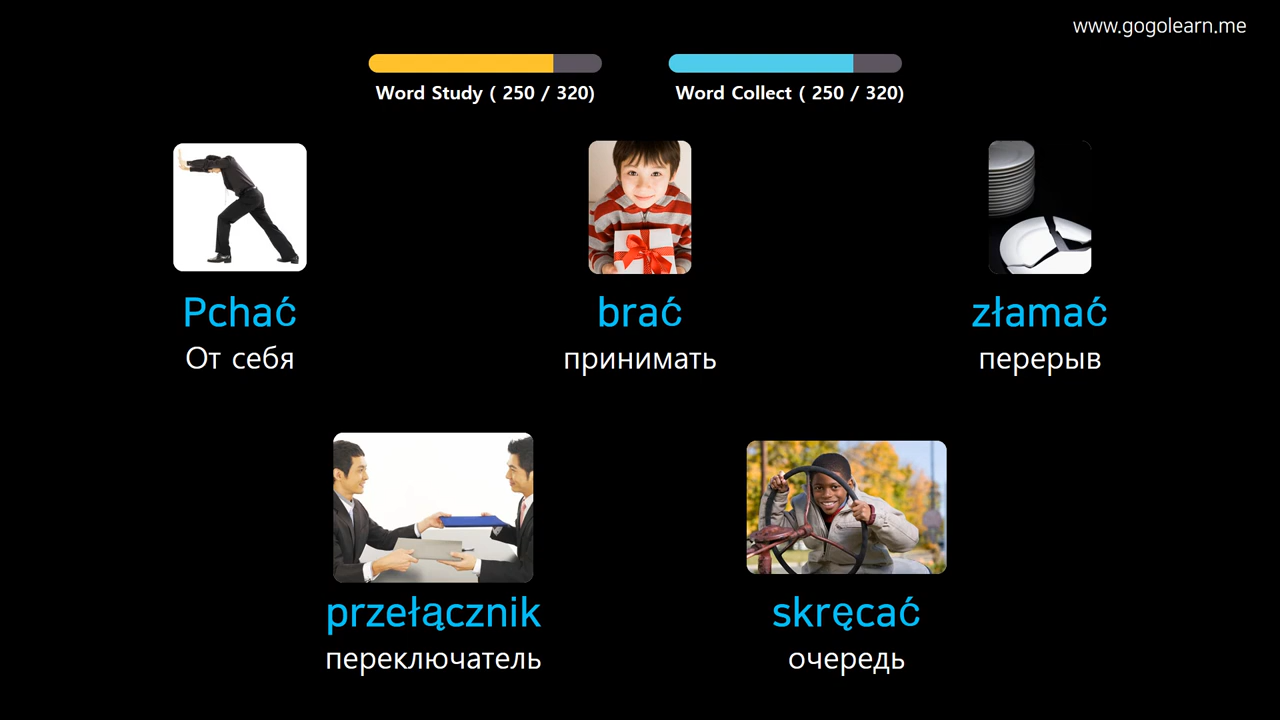 www.gogolearn.me
Word Study ( 250 / 320)
Word Collect ( 250 / 320)
Pchać
От себя
brać
принимать
złamać
перерыв
przełącznik
переключатель
skręcać
очередь